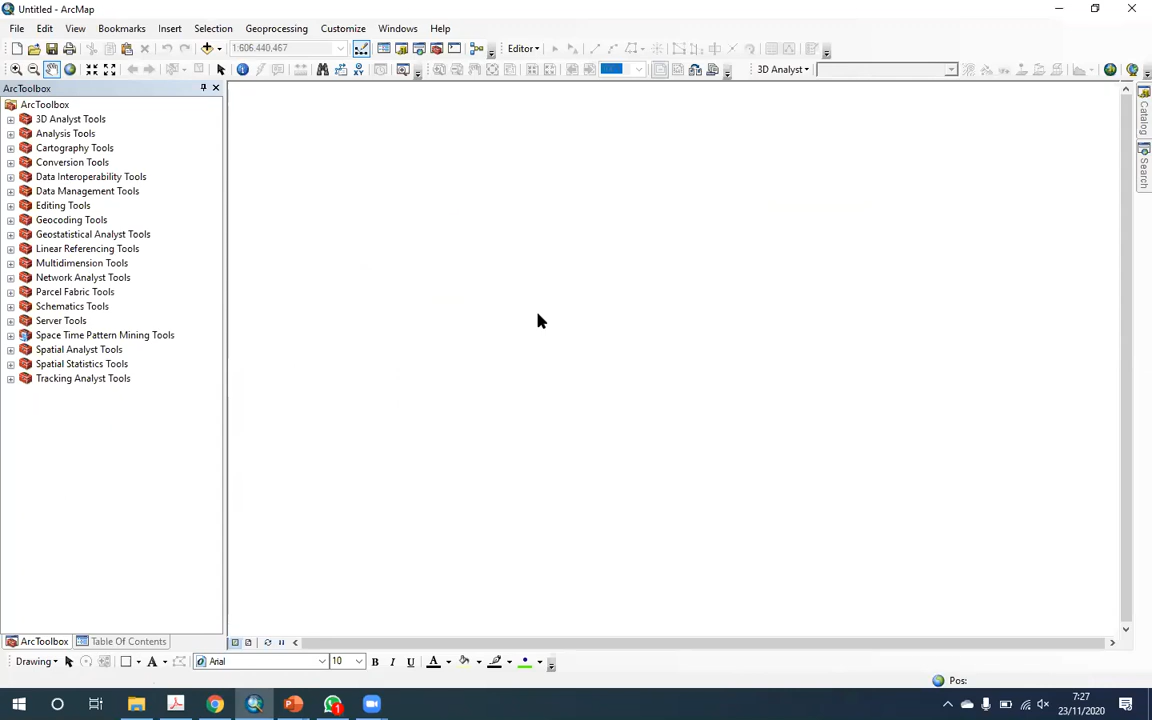 Untitled - ArcMap
File Edit View Bookmarks Insert Selection Geoprocessing Customize Windows Help
1:606.440.467 Editor
3D Analyst
ArcToolbox
ArcToolbox
3D Analyst Tools
Analysis Tools
Cartography Tools
Conversion Tools
Data Interoperability Tools
Data Management Tools
Editing Tools
Geocoding Tools
Geostatistical Analyst Tools
Linear Referencing Tools
Multidimension Tools
Network Analyst Tools
Parcel Fabric Tools
Schematics Tools
Server Tools
Space Time Pattern Mining Tools
Spatial Analyst Tools
Spatial Statistics Tools
Tracking Analyst Tools
Catalog
Search
ArcToolbox Table Of Contents
Drawing A Arial 10 B I U A
Pos:
1
7:27
23/11/2020